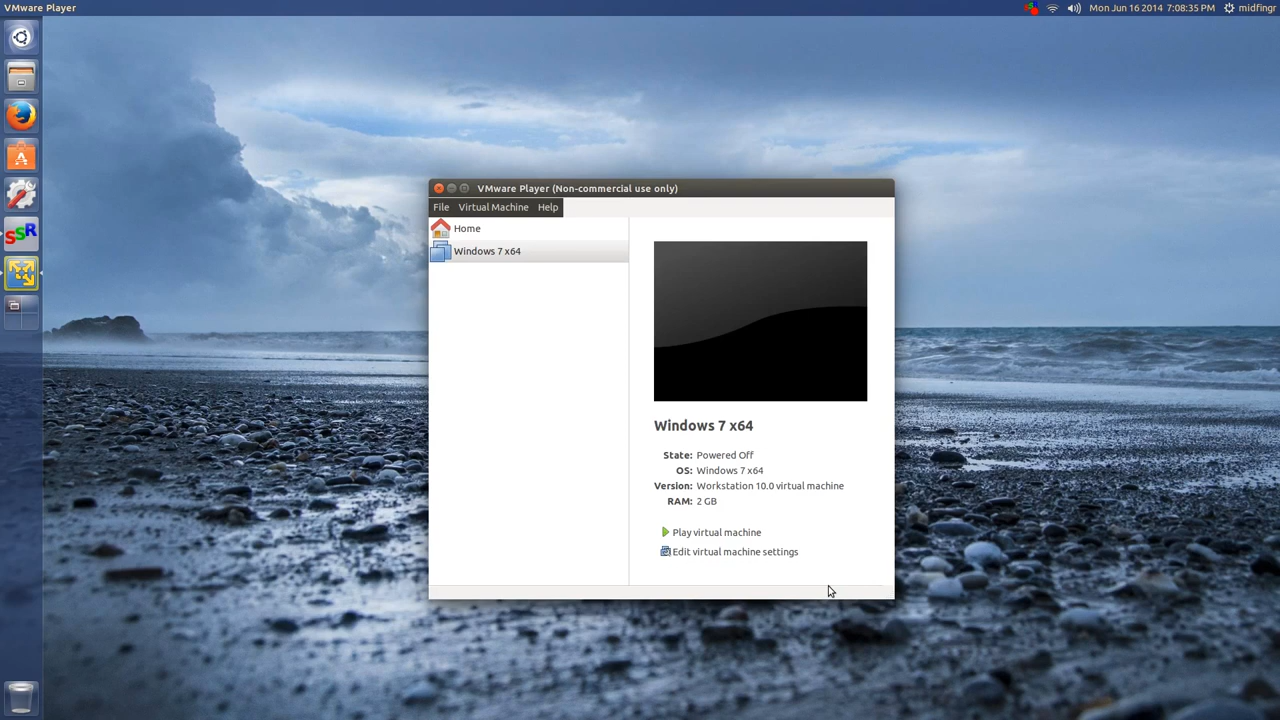 VMware Player
Mon Jun 16 2014 7:08:35 PM
midfingr
SSR
VMware Player (Non-commercial use only)
File Virtual Machine Help
Home
Windows 7 x64
Windows 7 x64
State: Powered Off
OS: Windows 7 x64
Version: Workstation 10.0 virtual machine
RAM: 2 GB
Play virtual machine
Edit virtual machine settings